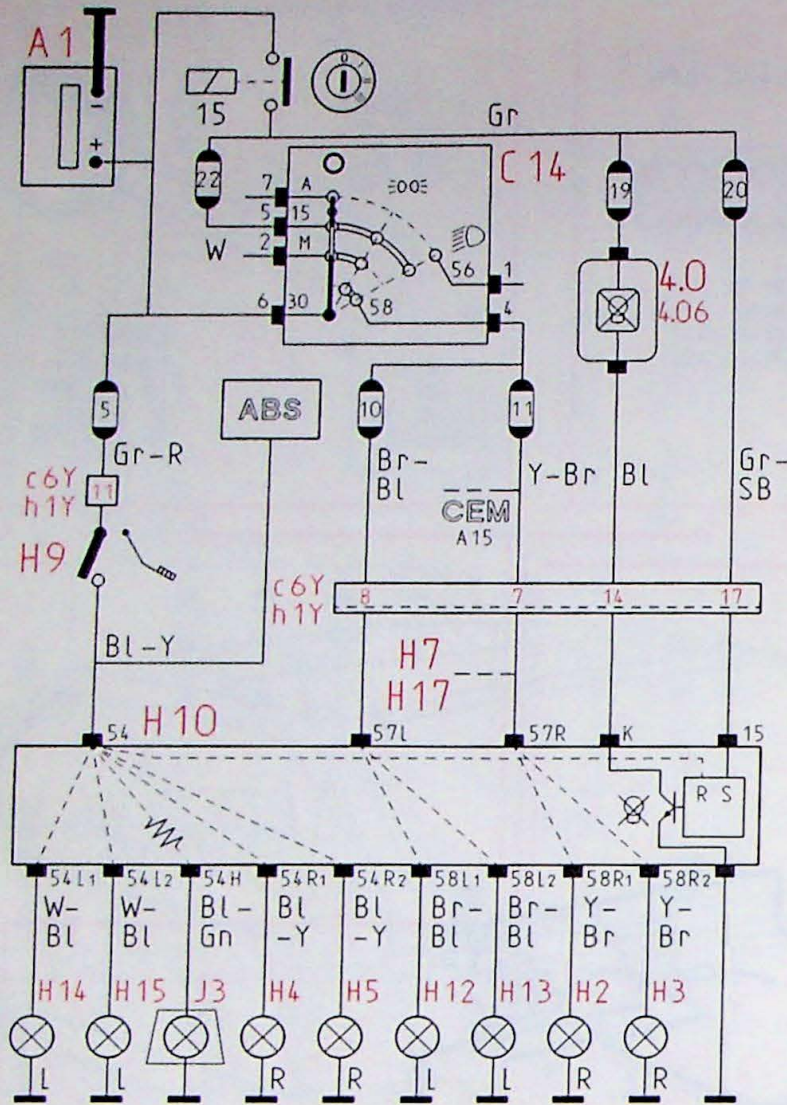 A1
-
+
15
0
Gr
22
C14
19
20
7 A
5 15
W
2 M
56
1
4.0
4.06
6 30
58
4
5
ABS
10
11
Gr-R
Br-
Bl
Y-Br
Bl
Gr-
SB
c6Y
h1Y
11
CEM
A15
H9
c6Y
h1Y
8 7 14 17
Bl-Y
H7
H17
54
H10
57L
57R
K
15
R S
54L1 54L2 54H 54R1 54R2 58L1 58L2 58R1 58R2
W- W- Bl- Bl Bl Br- Br- Y- Y-
Bl Bl Gn -Y -Y Bl Bl Br Br
H14 H15 J3 H4 H5 H12 H13 H2 H3
L L R R L L R R